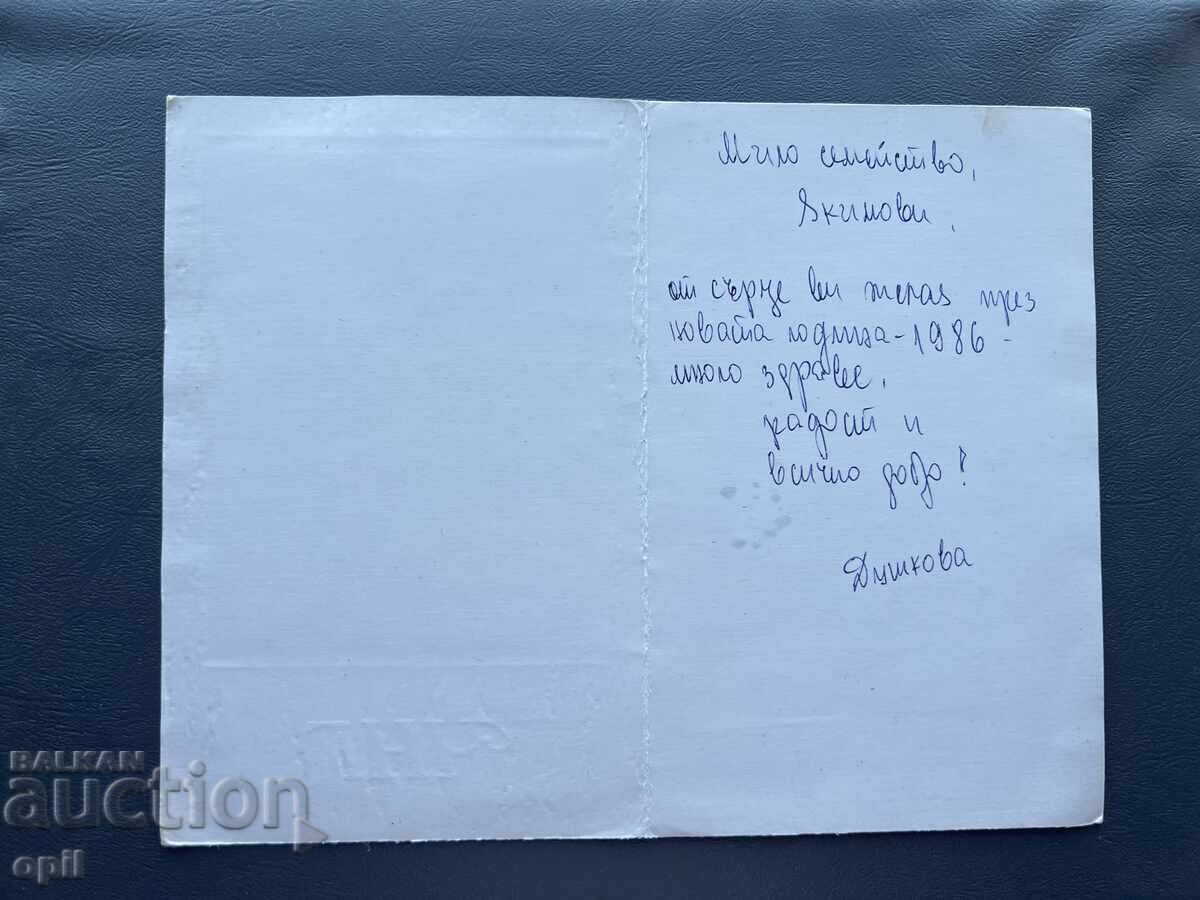 Мило семейство,
Якимови,
от сърце ви желая през
новата година - 1986 -
много здраве,
радост и
всичко добро!
Душкова
BALKAN
auction
opil